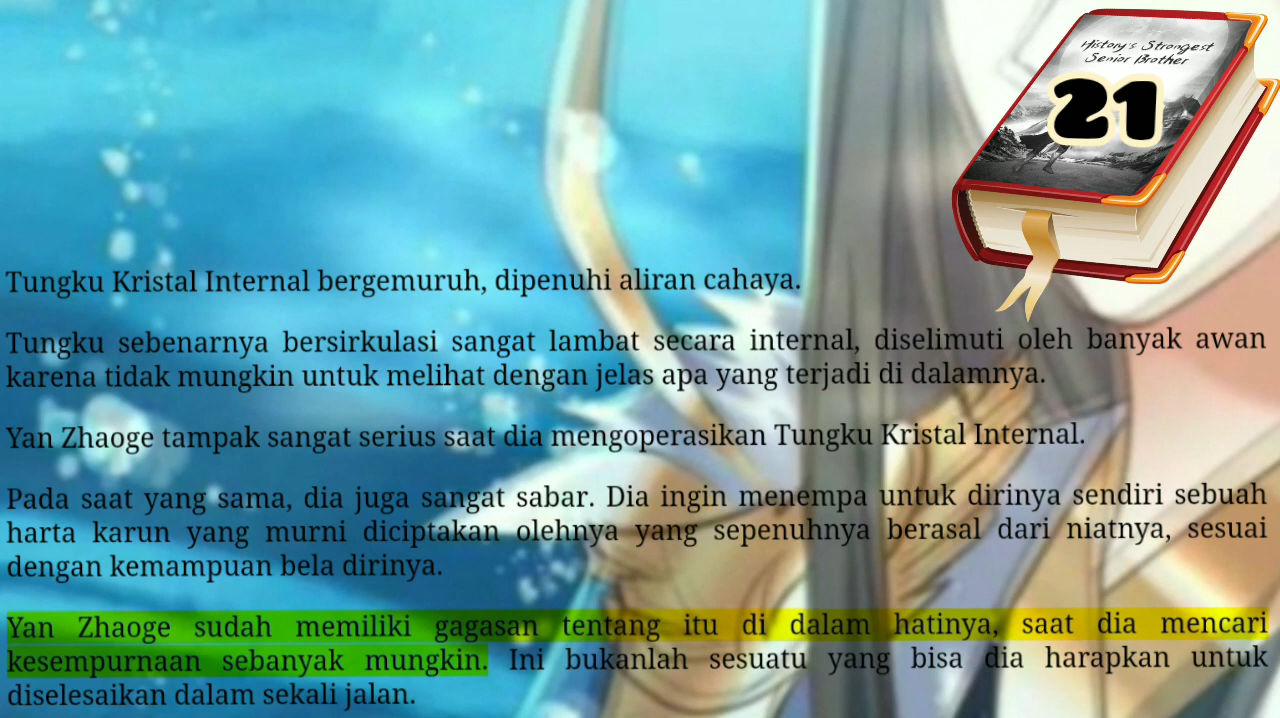 History's Strongest
Senior Brother
21
Tungku Kristal Internal bergemuruh, dipenuhi aliran cahaya.
Tungku sebenarnya bersirkulasi sangat lambat secara internal, diselimuti oleh banyak awan
karena tidak mungkin untuk melihat dengan jelas apa yang terjadi di dalamnya.
Yan Zhaoge tampak sangat serius saat dia mengoperasikan Tungku Kristal Internal.
Pada saat yang sama, dia juga sangat sabar. Dia ingin menempa untuk dirinya sendiri sebuah
harta karun yang murni diciptakan olehnya yang sepenuhnya berasal dari niatnya, sesuai
dengan kemampuan bela dirinya.
Yan Zhaoge sudah memiliki gagasan tentang itu di dalam hatinya, saat dia mencari
kesempurnaan sebanyak mungkin. Ini bukanlah sesuatu yang bisa dia harapkan untuk
diselesaikan dalam sekali jalan.